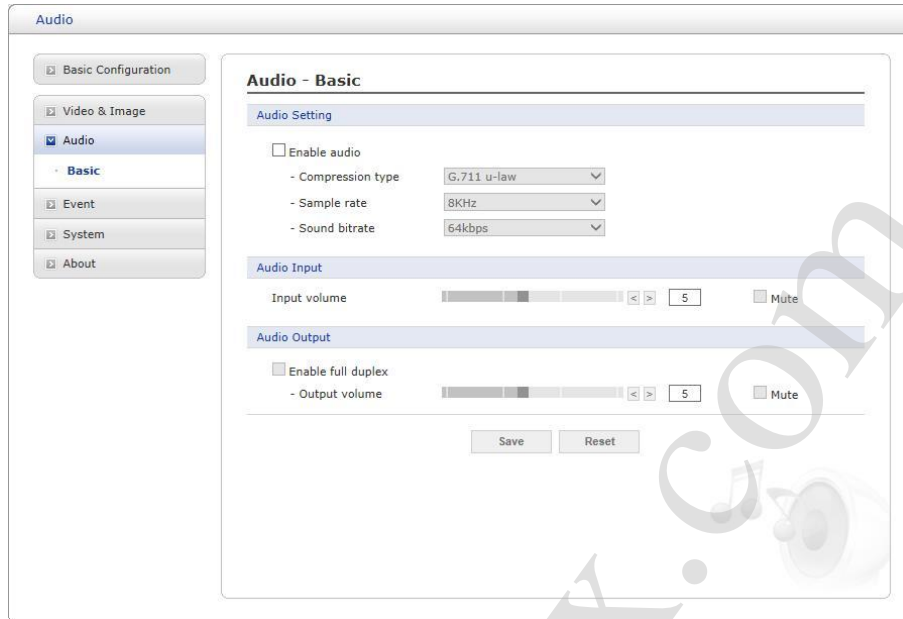 Audio
Basic Configuration
Video & Image
Audio
· Basic
Event
System
About
Audio - Basic
Audio Setting
Enable audio
- Compression type G.711 u-law
- Sample rate 8KHz
- Sound bitrate 64kbps
Audio Input
Input volume < > 5 Mute
Audio Output
Enable full duplex
- Output volume < > 5 Mute
Save Reset
x.com